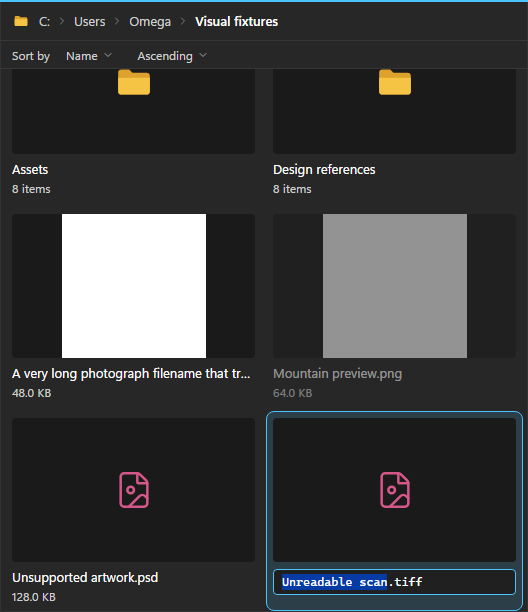 C: Users Omega Visual fixtures
Sort by Name Ascending
Assets Design references
8 items 8 items
A very long photograph filename that tr... Mountain preview.png
48.0 KB 64.0 KB
Unsupported artwork.psd Unreadable scan.tiff
128.0 KB